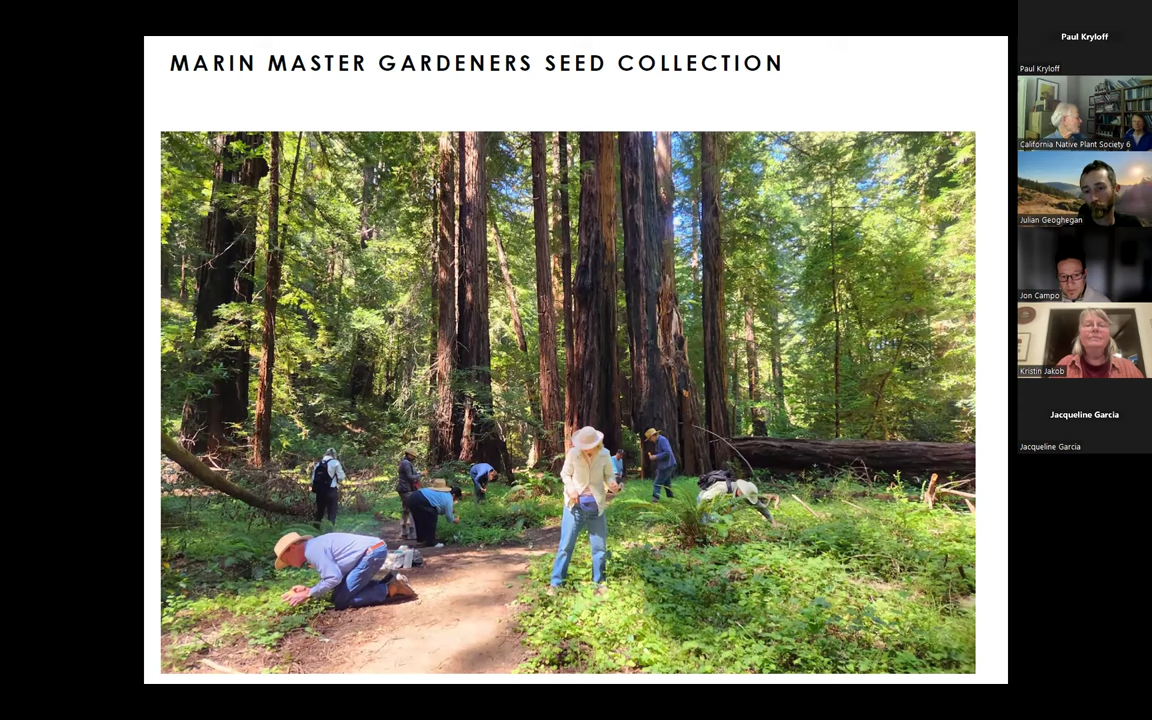 MARIN MASTER GARDENERS SEED COLLECTION
Paul Kryloff
Paul Kryloff
California Native Plant Society 6
Julian Geoghegan
Jon Campo
Kristin Jakob
Jacqueline Garcia
Jacqueline Garcia